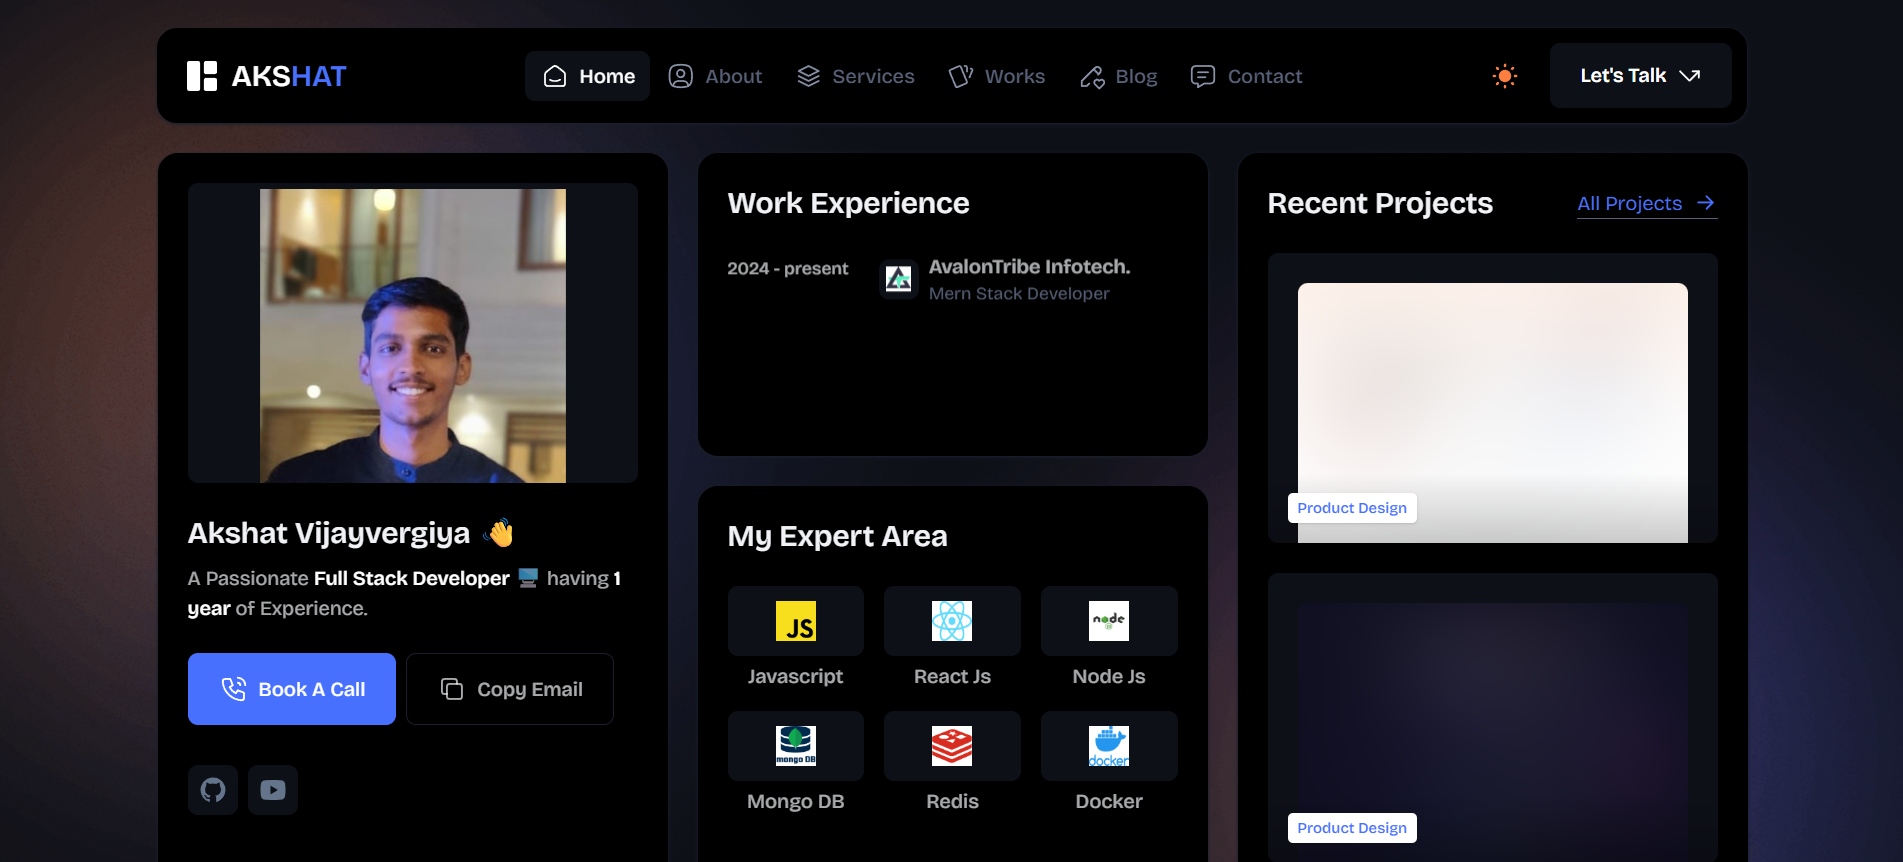 AKSHAT
Home
About
Services
Works
Blog
Contact
Let's Talk
Akshat Vijayvergiya 👋
A Passionate Full Stack Developer 🖥️ having 1
year of Experience.
Book A Call
Copy Email
Work Experience
2024 - present
AvalonTribe Infotech.
Mern Stack Developer
My Expert Area
JS
Javascript
React Js
node
Node Js
mongo DB
Mongo DB
Redis
docker
Docker
Recent Projects
All Projects →
Product Design
Product Design